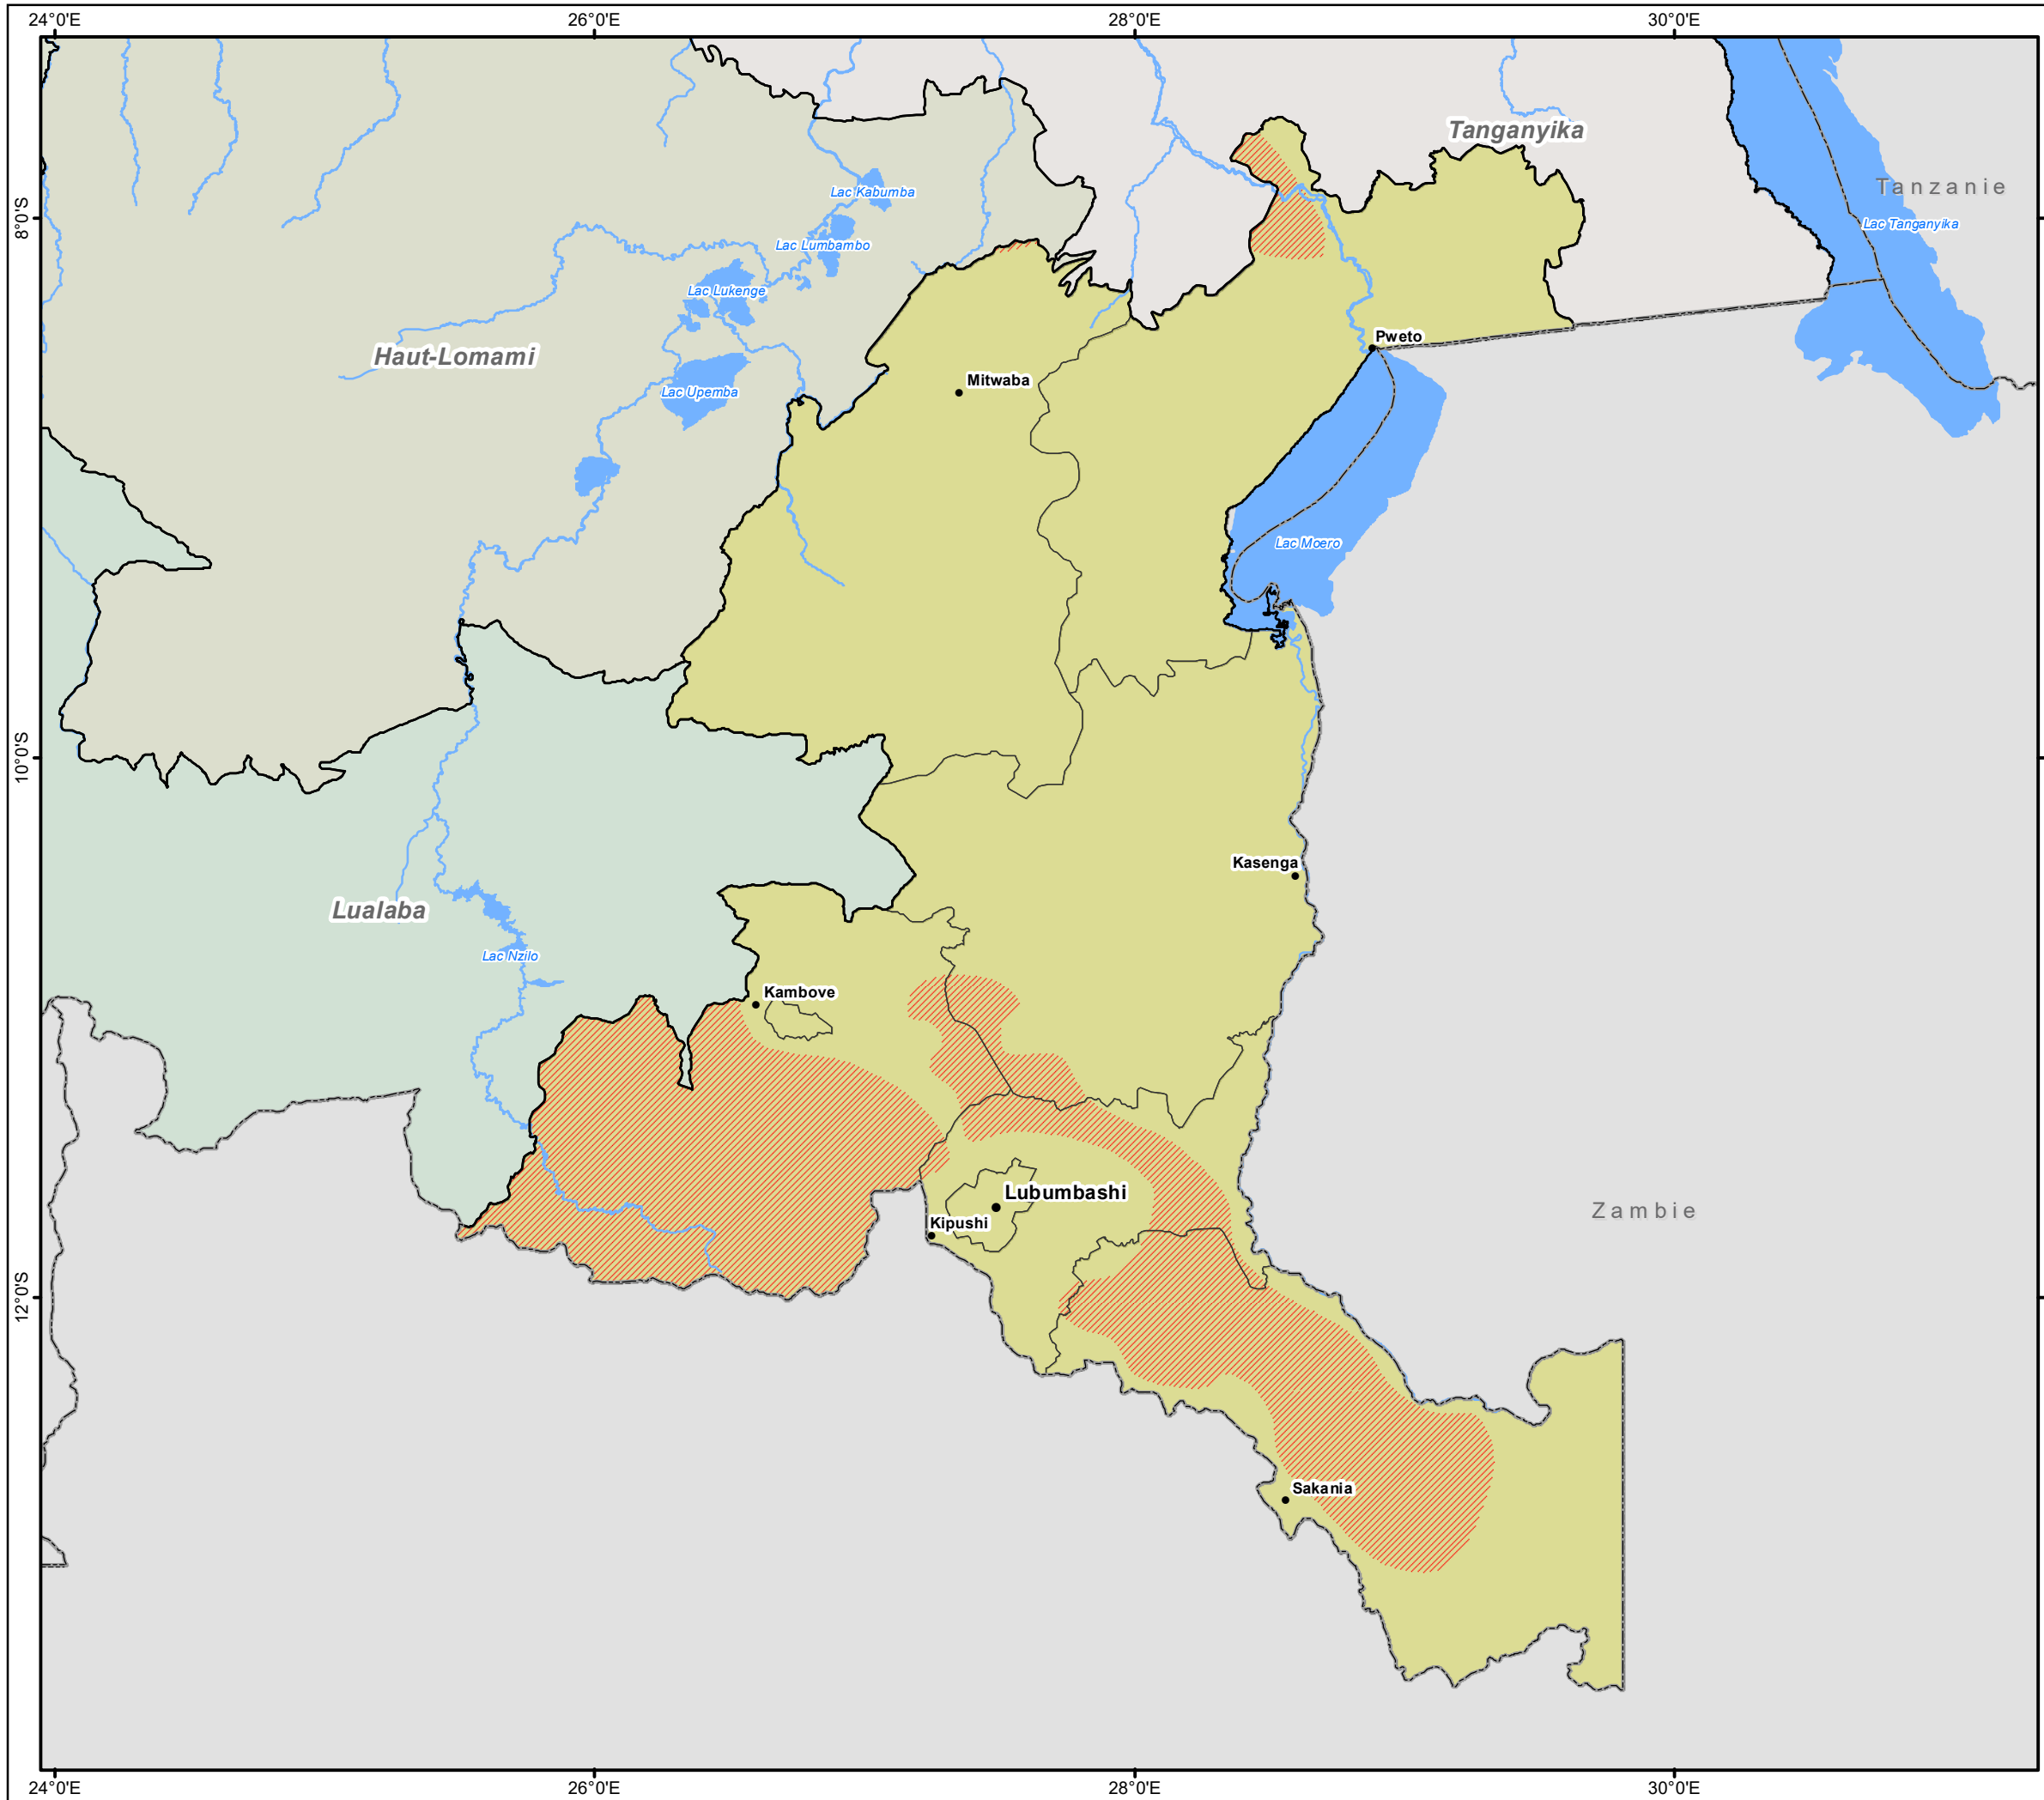 24°0'E
26°0'E
28°0'E
30°0'E
Tanganyika
Tanzanie
Lac Kabumba
8°0'S
Lac Tanganyika
Lac Lumbambo
Lac Lukenge
Pweto
Haut-Lomami
Mitwaba
Lac Upemba
Lac Moero
10°0'S
Kasenga
Lualaba
Lac Nzilo
Kambove
Lubumbashi
Zambie
Kipushi
12°0'S
Sakania
24°0'E
26°0'E
28°0'E
30°0'E